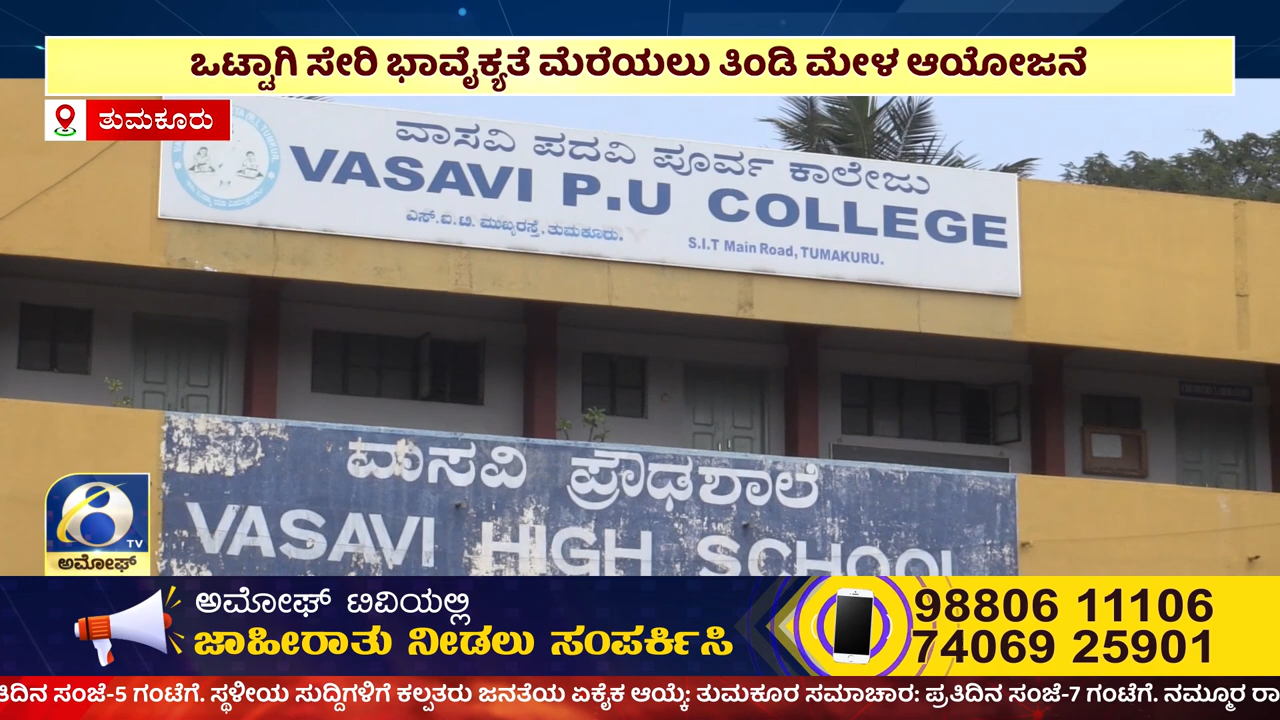 ಒಟ್ಟಾಗಿ ಸೇರಿ ಭಾವೈಕ್ಯತೆ ಮೆರೆಯಲು ತಿಂಡಿ ಮೇಳ ಆಯೋಜನೆ
ತುಮಕೂರು
ವಾಸವಿ ಪದವಿ ಪೂರ್ವ ಕಾಲೇಜು
VASAVI P.U COLLEGE
ಎಸ್.ಐ.ಟಿ. ಮುಖ್ಯರಸ್ತೆ, ತುಮಕೂರು.
S.I.T Main Road, TUMAKURU.
ವಾಸವಿ ಪ್ರೌಢಶಾಲೆ
VASAVI HIGH SCHOOL
TV
ಅಮೋಘ್
ಅಮೋಘ್ ಟಿವಿಯಲ್ಲಿ
ಜಾಹೀರಾತು ನೀಡಲು ಸಂಪರ್ಕಿಸಿ
98806 11106
74069 25901
ಸಂಜೆ-5 ಗಂಟೆಗೆ. ಸ್ಥಳೀಯ ಸುದ್ದಿಗಳಿಗೆ ಕಲ್ಪತರು ಜನತೆಯ ಏಕೈಕ ಆಯ್ಕೆ: ತುಮಕೂರ ಸಮಾಚಾರ: ಪ್ರತಿದಿನ ಸಂಜೆ-7 ಗಂಟೆಗೆ. ನಮ್ಮೂರ